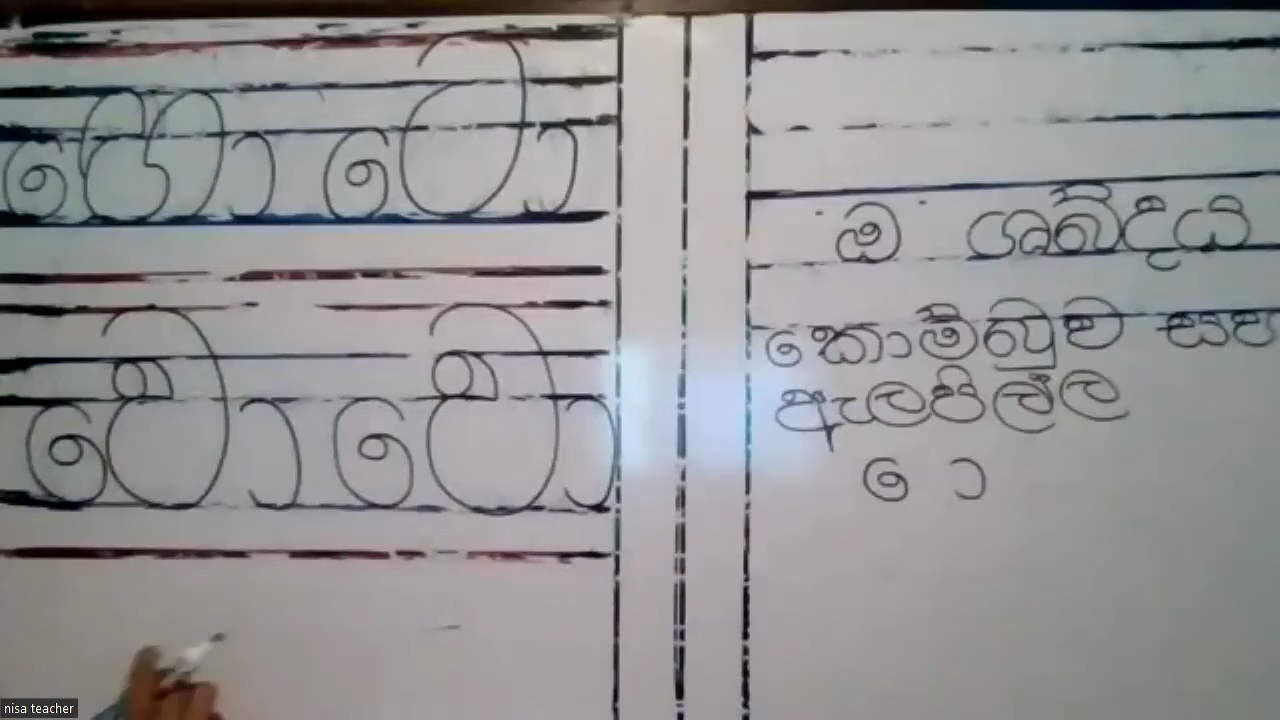 ටො
ඔ ශබ්දය
කොම්බුව සහ
ඇලපිල්ල
ෙ ා
nisa teacher